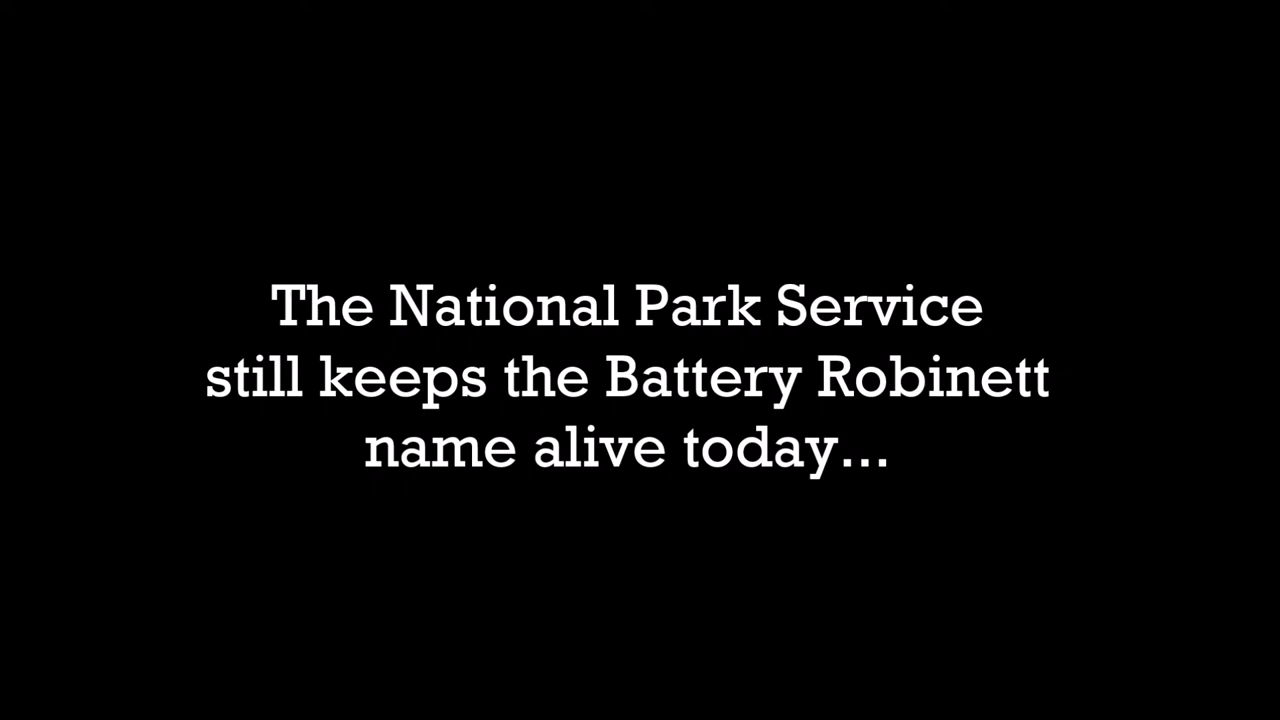 The National Park Service
still keeps the Battery Robinett
name alive today...